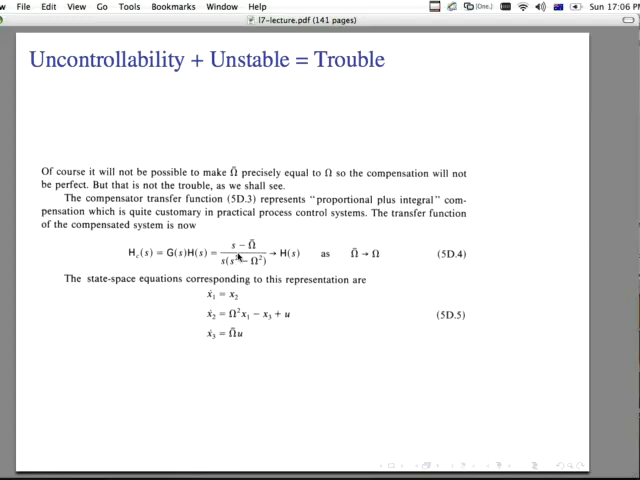 w File Edit View Go Tools Bookmarks Window Help (One.) Sun 17:06 PM
l7-lecture.pdf (141 pages)
Uncontrollability + Unstable = Trouble
Of course it will not be possible to make Ω̄ precisely equal to Ω so the compensation will not
be perfect. But that is not the trouble, as we shall see.
The compensator transfer function (5D.3) represents "proportional plus integral" com-
pensation which is quite customary in practical process control systems. The transfer function
of the compensated system is now
H_c(s) = G(s)H(s) = (s − Ω̄)/(s(s² − Ω²)) → H(s) as Ω̄ → Ω (5D.4)
The state-space equations corresponding to this representation are
ẋ₁ = x₂
ẋ₂ = Ω²x₁ − x₃ + u (5D.5)
ẋ₃ = Ω̄u